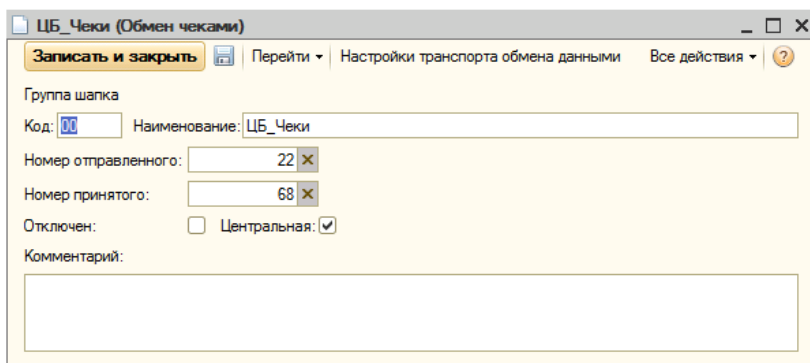 ЦБ_Чеки (Обмен чеками)
Записать и закрыть Перейти Настройки транспорта обмена данными Все действия ?
Группа шапка
Код: 00 Наименование: ЦБ_Чеки
Номер отправленного: 22
Номер принятого: 68
Отключен: Центральная:
Комментарий: